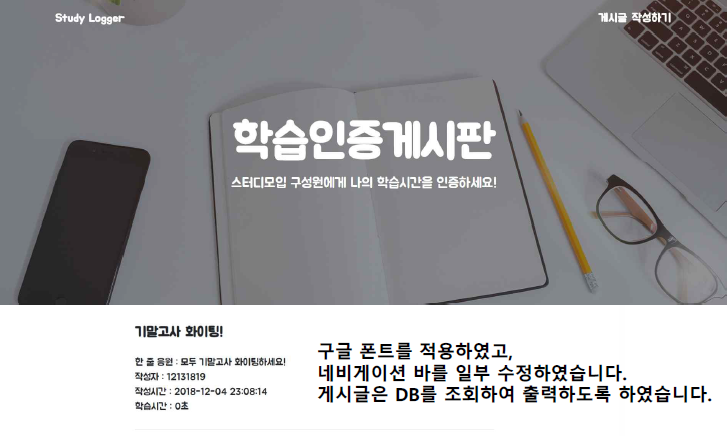 Study Logger
게시글 작성하기
학습인증게시판
스터디모입 구성원에게 나의 학습시간을 인증하세요!
기말고사 화이팅!
한 줄 응원 : 모두 기말고사 화이팅하세요!
작성자 : 12131819
작성시간 : 2018-12-04 23:08:14
학습시간 : 0초
구글 폰트를 적용하였고,
네비게이션 바를 일부 수정하였습니다.
게시글은 DB를 조회하여 출력하도록 하였습니다.